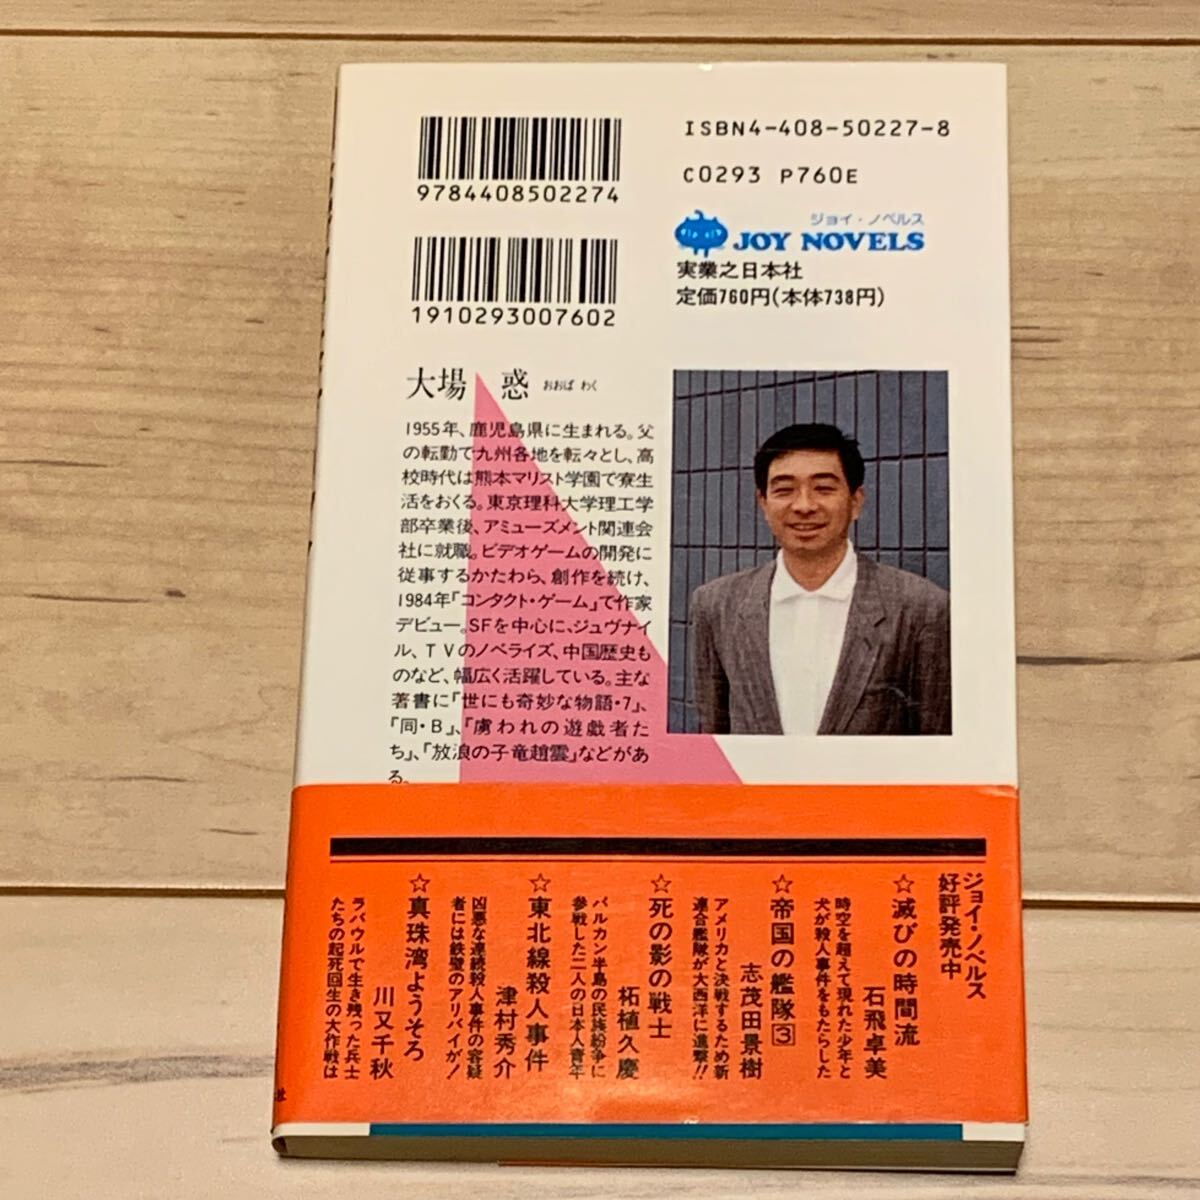 ISBN4-408-50227-8
C0293 P760E
9784408502274
1910293007602
ジョイ・ノベルス
JOY NOVELS
実業之日本社
定価760円(本体738円)
大場 惑 おおば わく
1955年、鹿児島県に生まれる。父
の転勤で九州各地を転々とし、高
校時代は熊本マリスト学園で寮生
活をおくる。東京理科大学理工学
部卒業後、アミューズメント関連会
社に就職。ビデオゲームの開発に
従事するかたわら、創作を続け、
1984年『コンタクト・ゲーム』で作家
デビュー。SFを中心に、ジュヴナイ
ル、TVのノベライズ、中国歴史も
のなど、幅広く活躍している。主な
著書に『世にも奇妙な物語・7』、
『同・B』、『虜われの遊戯者た
ち』、『放浪の子竜趙雲』などがあ
る。
ジョイ・ノベルス
好評発売中
☆滅びの時間流
石飛卓美
時空を超えて現れた少年と
犬が殺人事件をもたらした
☆帝国の艦隊3
志茂田景樹
アメリカと決戦するため新
連合艦隊が大西洋に進撃!!
☆死の影の戦士
柘植久慶
バルカン半島の民族紛争に
参戦した二人の日本人青年
☆東北線殺人事件
津村秀介
凶悪な連続殺人事件の容疑
者には鉄壁のアリバイが!
☆真珠湾ようそろ
川又千秋
ラバウルで生き残った兵士
たちの起死回生の大作戦は
社